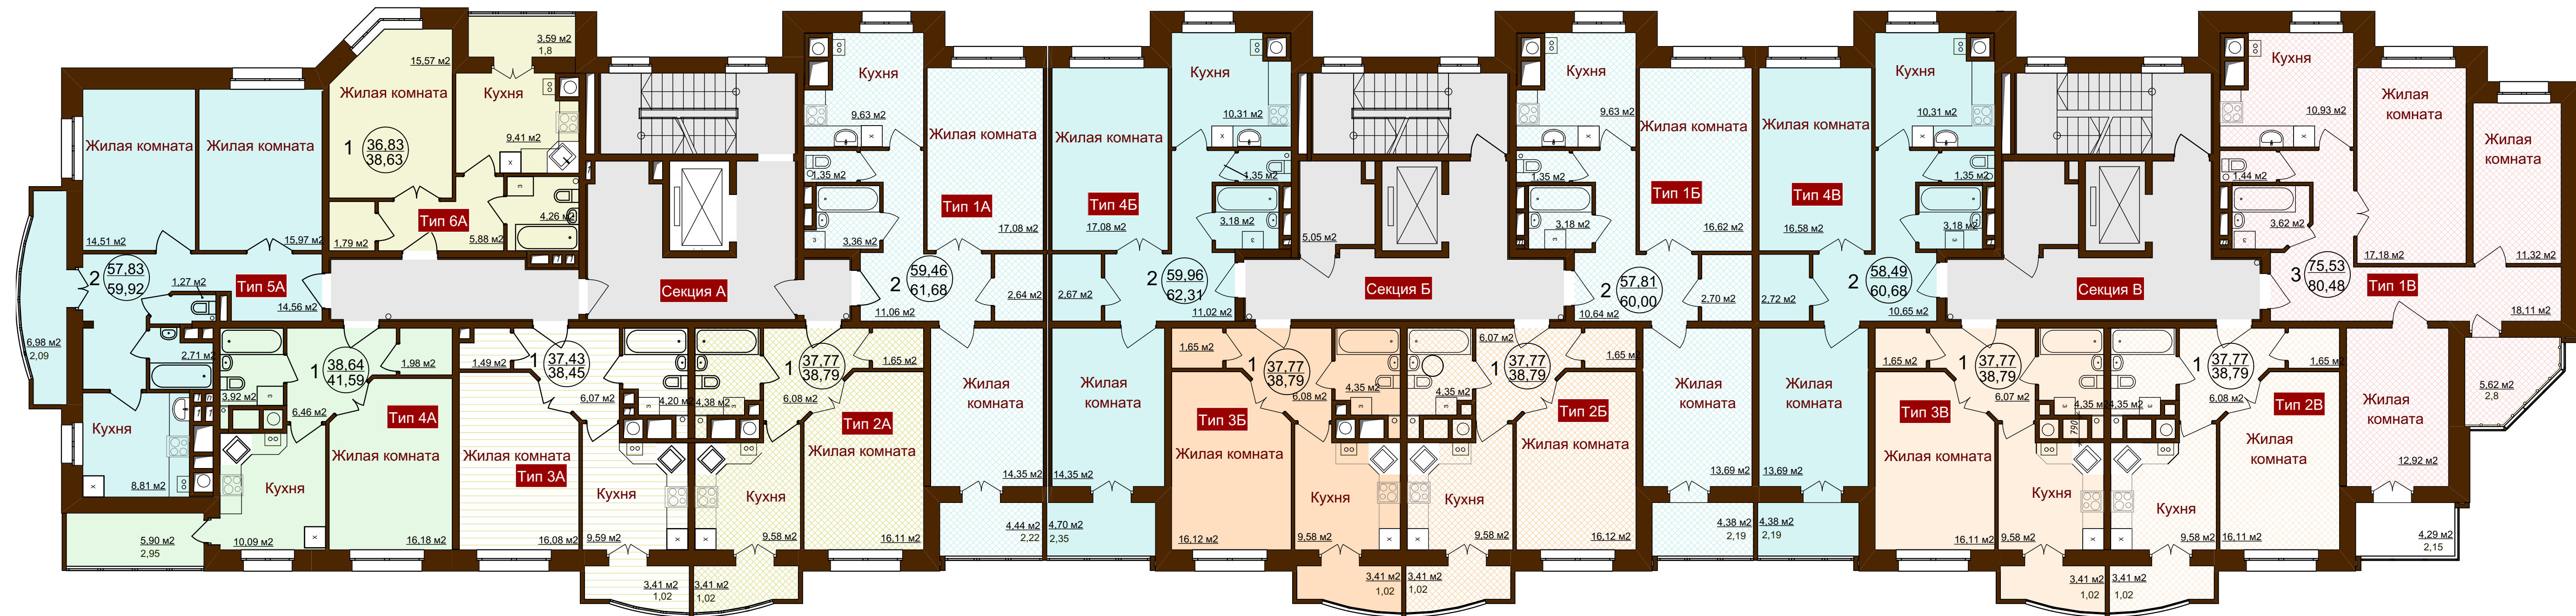 Жилая комната
14.51 м2
Жилая комната
15.97 м2
2
57,83
59,92
1.27 м2
Тип 5А
14.56 м2
6.98 м2
2,09
2.71 м2
Кухня
8.81 м2
5.90 м2
2,95
15.57 м2
Жилая комната
1
36,83
38,63
3.59 м2
1,8
Кухня
9.41 м2
Тип 6А
1.79 м2
5.88 м2
4.26 м2
1
38,64
41,59
1.98 м2
3.92 м2
6.46 м2
Тип 4А
Кухня
10.09 м2
Жилая комната
16.18 м2
Секция А
1.49 м2
1
37,43
38,45
6.07 м2
4.20 м2
Жилая комната
Тип 3А
16.08 м2
Кухня
9.59 м2
3.41 м2
1,02
1
37,77
38,79
1.65 м2
4.38 м2
6.08 м2
Тип 2А
Жилая комната
16.11 м2
Кухня
9.58 м2
3.41 м2
1,02
Кухня
9.63 м2
1.35 м2
3.36 м2
Жилая комната
Тип 1А
17.08 м2
2
59,46
61,68
11.06 м2
2.64 м2
Жилая
комната
14.35 м2
4.44 м2
2,22
Жилая комната
Тип 4Б
17.08 м2
Кухня
10.31 м2
1.35 м2
3.18 м2
2.67 м2
2
59,96
62,31
11.02 м2
Жилая
комната
14.35 м2
4.70 м2
2,35
5.05 м2
Секция Б
1.65 м2
1
37,77
38,79
6.08 м2
4.35 м2
Тип 3Б
Жилая комната
16.12 м2
Кухня
9.58 м2
3.41 м2
1,02
6.07 м2
1
37,77
38,79
1.65 м2
4.35 м2
Тип 2Б
Жилая комната
16.12 м2
Кухня
9.58 м2
3.41 м2
1,02
Кухня
9.63 м2
1.35 м2
3.18 м2
Жилая комната
Тип 1Б
16.62 м2
2
57,81
60,00
10.64 м2
2.70 м2
Жилая
комната
13.69 м2
4.38 м2
2,19
Жилая комната
Тип 4В
16.58 м2
Кухня
10.31 м2
1.35 м2
3.18 м2
2.72 м2
2
58,49
60,68
10.65 м2
Жилая
комната
13.69 м2
4.38 м2
2,19
Секция В
1.65 м2
1
37,77
38,79
6.07 м2
4.35 м2
790
Тип 3В
Жилая комната
16.11 м2
Кухня
9.58 м2
3.41 м2
1,02
1
37,77
38,79
1.65 м2
4.35 м2
6.08 м2
Тип 2В
Жилая
комната
16.11 м2
Кухня
9.58 м2
3.41 м2
1,02
Кухня
10.93 м2
1.44 м2
3.62 м2
Жилая
комната
17.18 м2
Жилая
комната
11.32 м2
3
75,53
80,48
Тип 1В
18.11 м2
Жилая
комната
12.92 м2
5.62 м2
2,8
4.29 м2
2,15